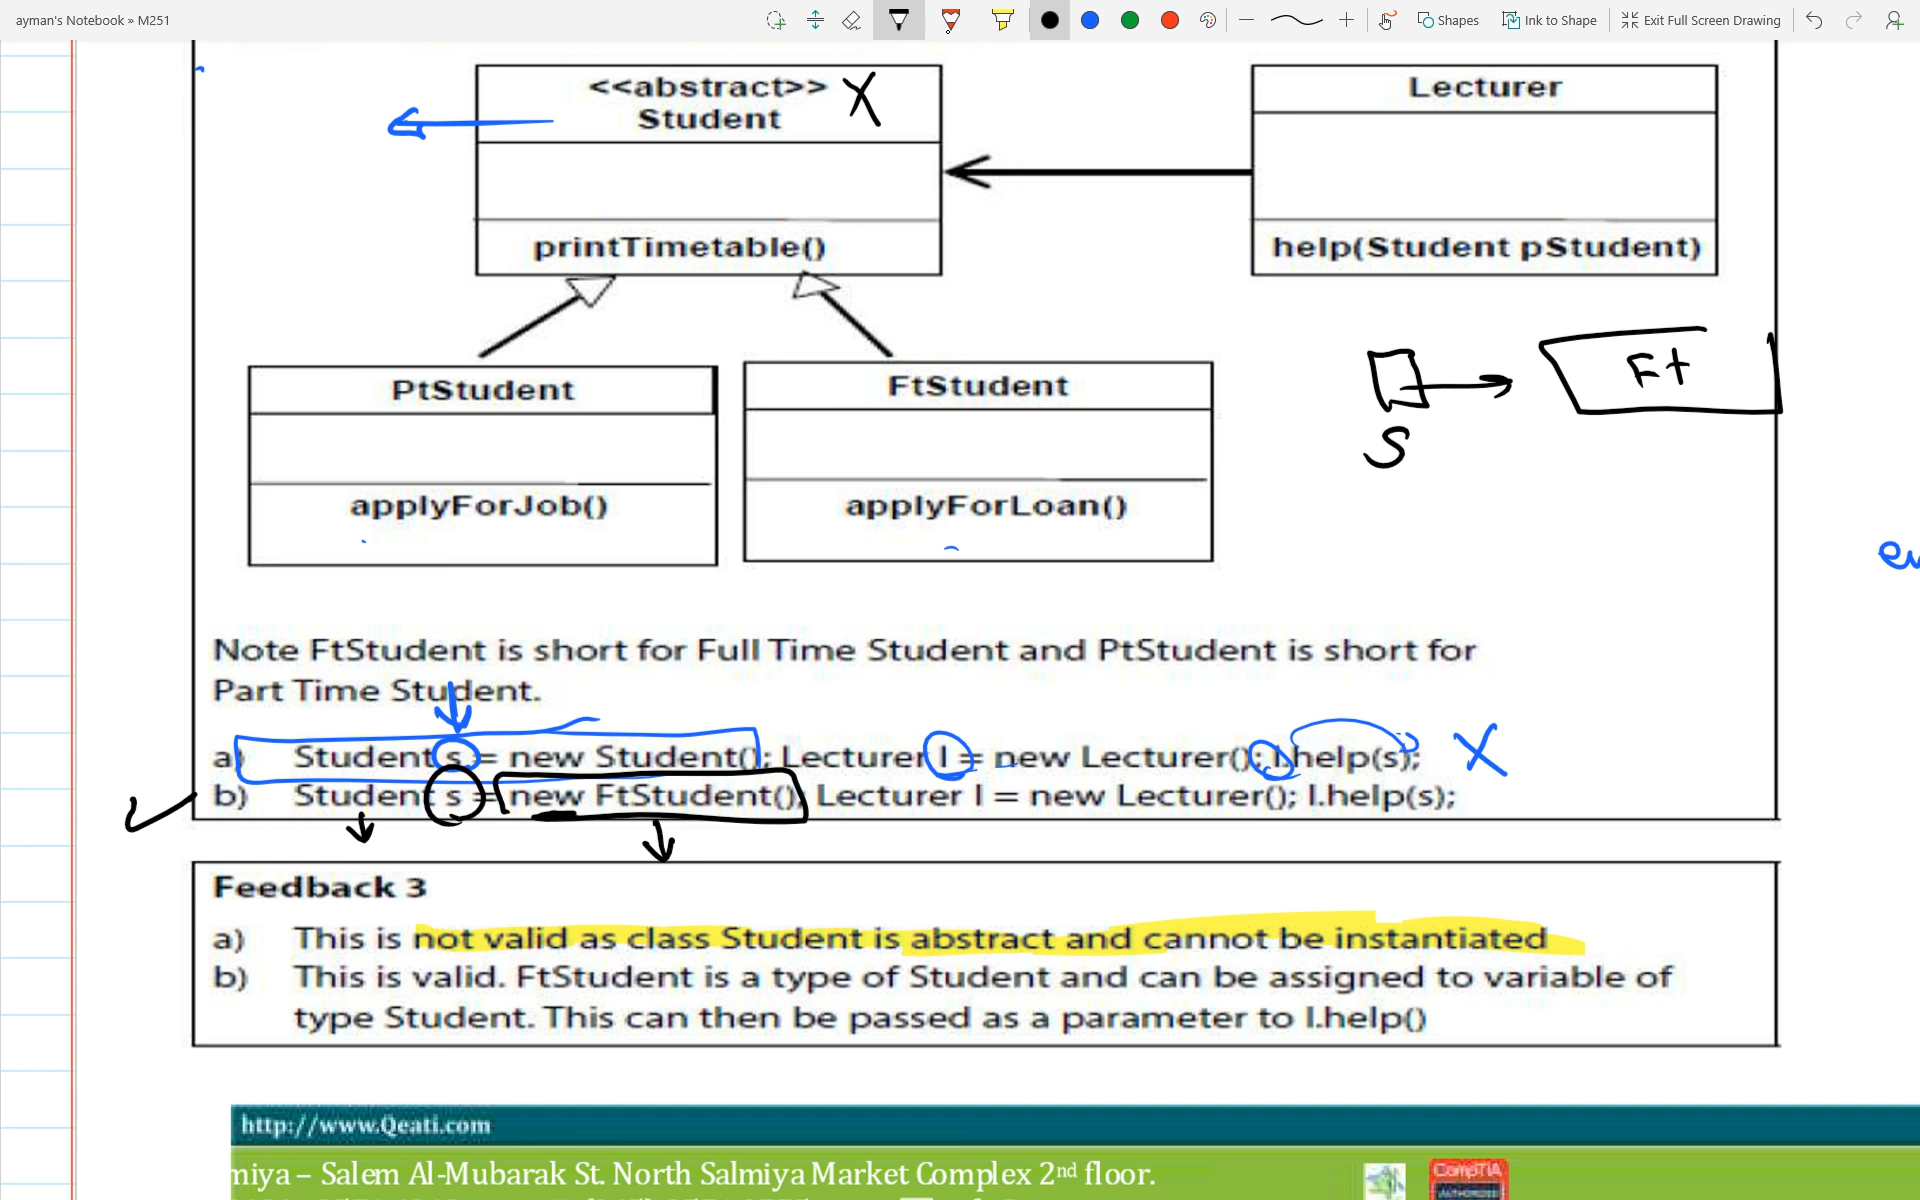 ayman's Notebook » M251
Shapes
Ink to Shape
Exit Full Screen Drawing
<<abstract>> X
Student
printTimetable()
Lecturer
help(Student pStudent)
PtStudent
applyForJob()
FtStudent
applyForLoan()
Ft
S
Note FtStudent is short for Full Time Student and PtStudent is short for
Part Time Student.
a) Student s = new Student(); Lecturer l = new Lecturer(); l.help(s); X
b) Student s = new FtStudent(); Lecturer l = new Lecturer(); l.help(s);
Feedback 3
a) This is not valid as class Student is abstract and cannot be instantiated
b) This is valid. FtStudent is a type of Student and can be assigned to variable of
type Student. This can then be passed as a parameter to l.help()
http://www.Qeati.com
miya – Salem Al-Mubarak St. North Salmiya Market Complex 2nd floor.
CompTIA
AUTHORIZED